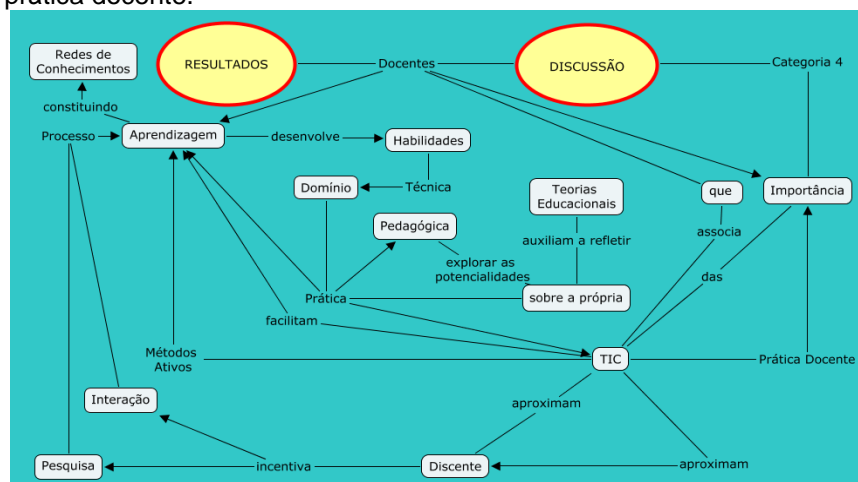 prática docente.
Redes de
Conhecimentos
RESULTADOS
Docentes
DISCUSSÃO
Categoria 4
constituindo
Processo
Aprendizagem
desenvolve
Habilidades
Domínio
Técnica
Teorias
Educacionais
que
Importância
Pedagógica
auxiliam a refletir
associa
explorar as
potencialidades
das
Prática
sobre a própria
facilitam
Métodos
Ativos
TIC
Prática Docente
Interação
aproximam
Pesquisa
incentiva
Discente
aproximam